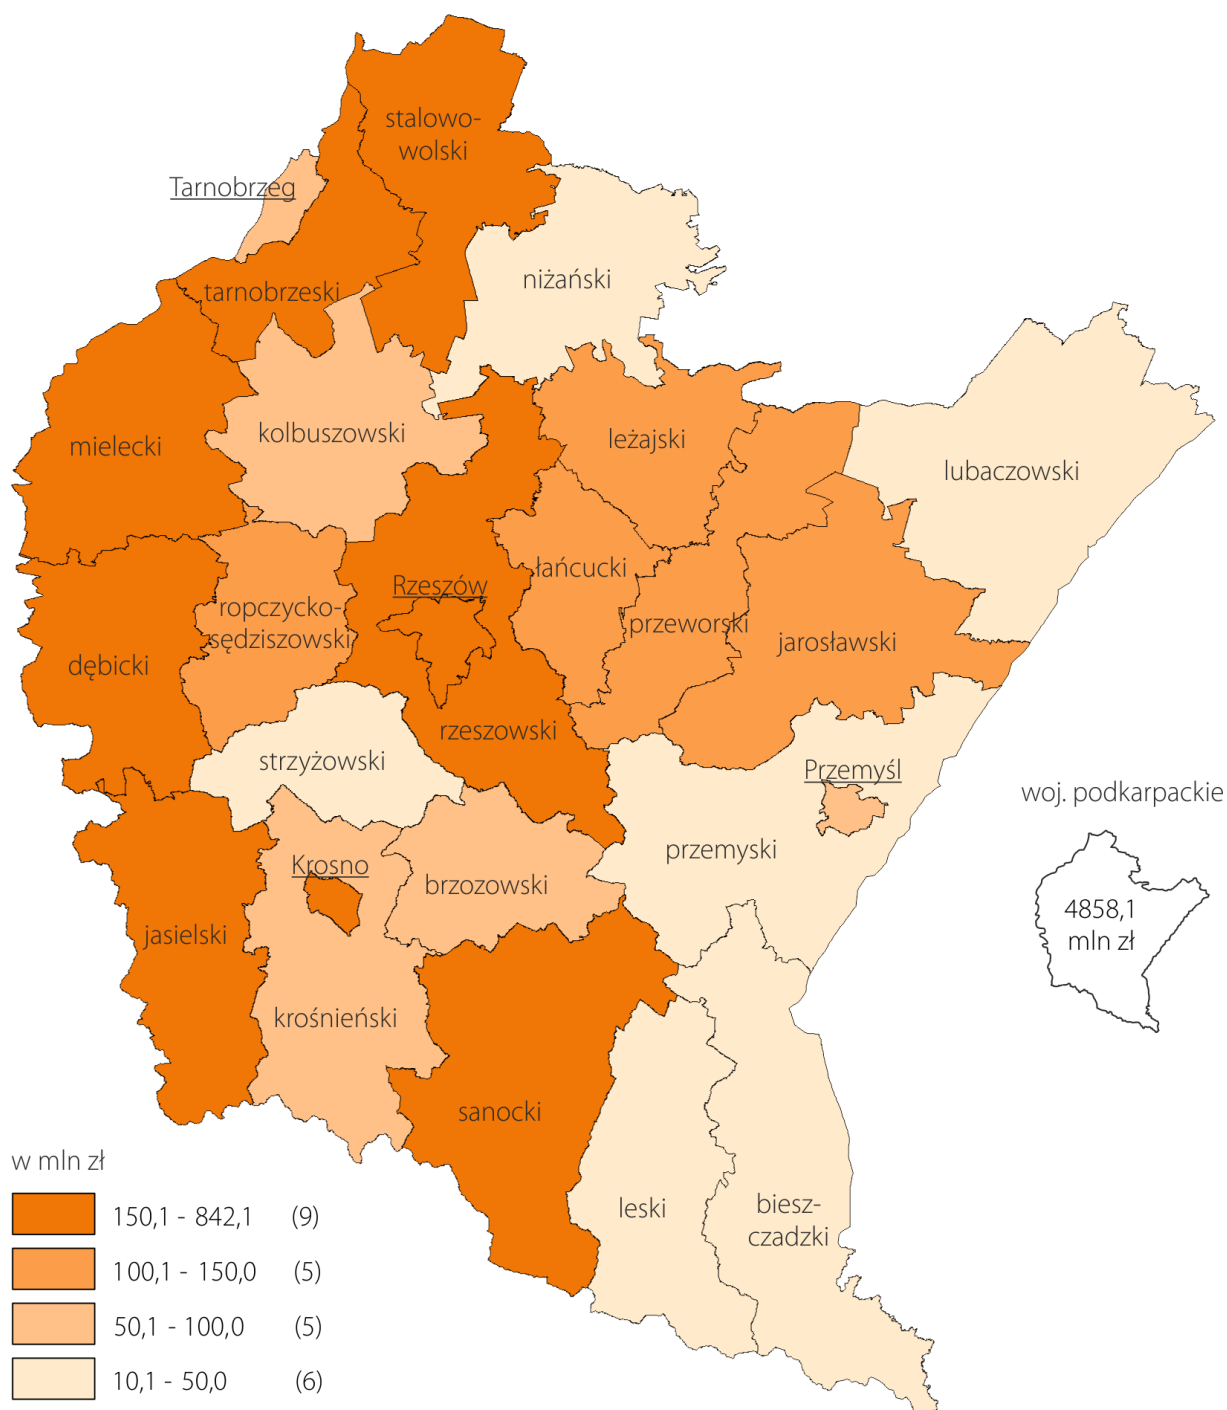 stalowo-
wolski
Tarnobrzeg
niżański
tarnobrzeski
kolbuszowski
leżajski
mielecki
lubaczowski
łańcucki
Rzeszów
ropczycko-
sędziszowski
przeworski
jarosławski
dębicki
rzeszowski
strzyżowski
Przemyśl
woj. podkarpackie
przemyski
Krosno
brzozowski
4858,1
mln zł
jasielski
krośnieński
sanocki
leski
biesz-
czadzki
w mln zł
150,1 - 842,1 (9)
100,1 - 150,0 (5)
50,1 - 100,0 (5)
10,1 - 50,0 (6)